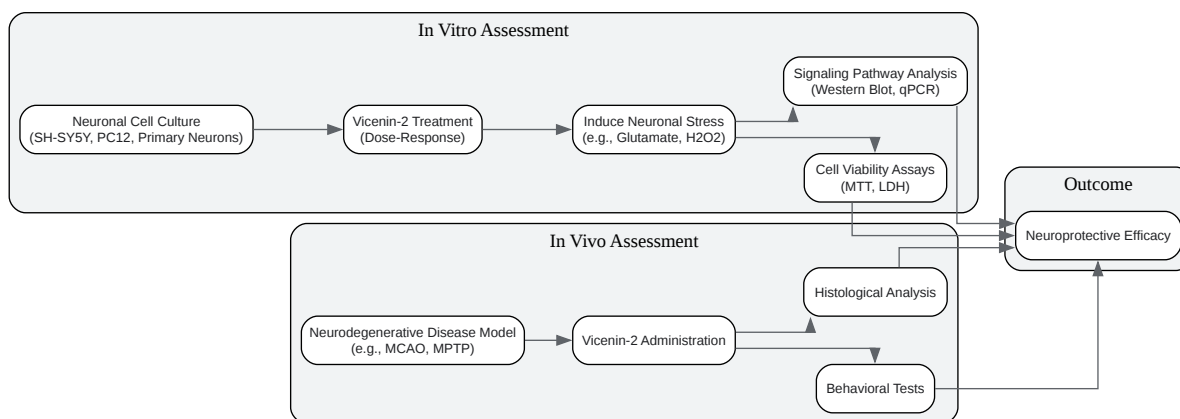 In Vitro Assessment
Neuronal Cell Culture
(SH-SY5Y, PC12, Primary Neurons)
Vicenin-2 Treatment
(Dose-Response)
Induce Neuronal Stress
(e.g., Glutamate, H2O2)
Signaling Pathway Analysis
(Western Blot, qPCR)
Cell Viability Assays
(MTT, LDH)
In Vivo Assessment
Neurodegenerative Disease Model
(e.g., MCAO, MPTP)
Vicenin-2 Administration
Histological Analysis
Behavioral Tests
Outcome
Neuroprotective Efficacy